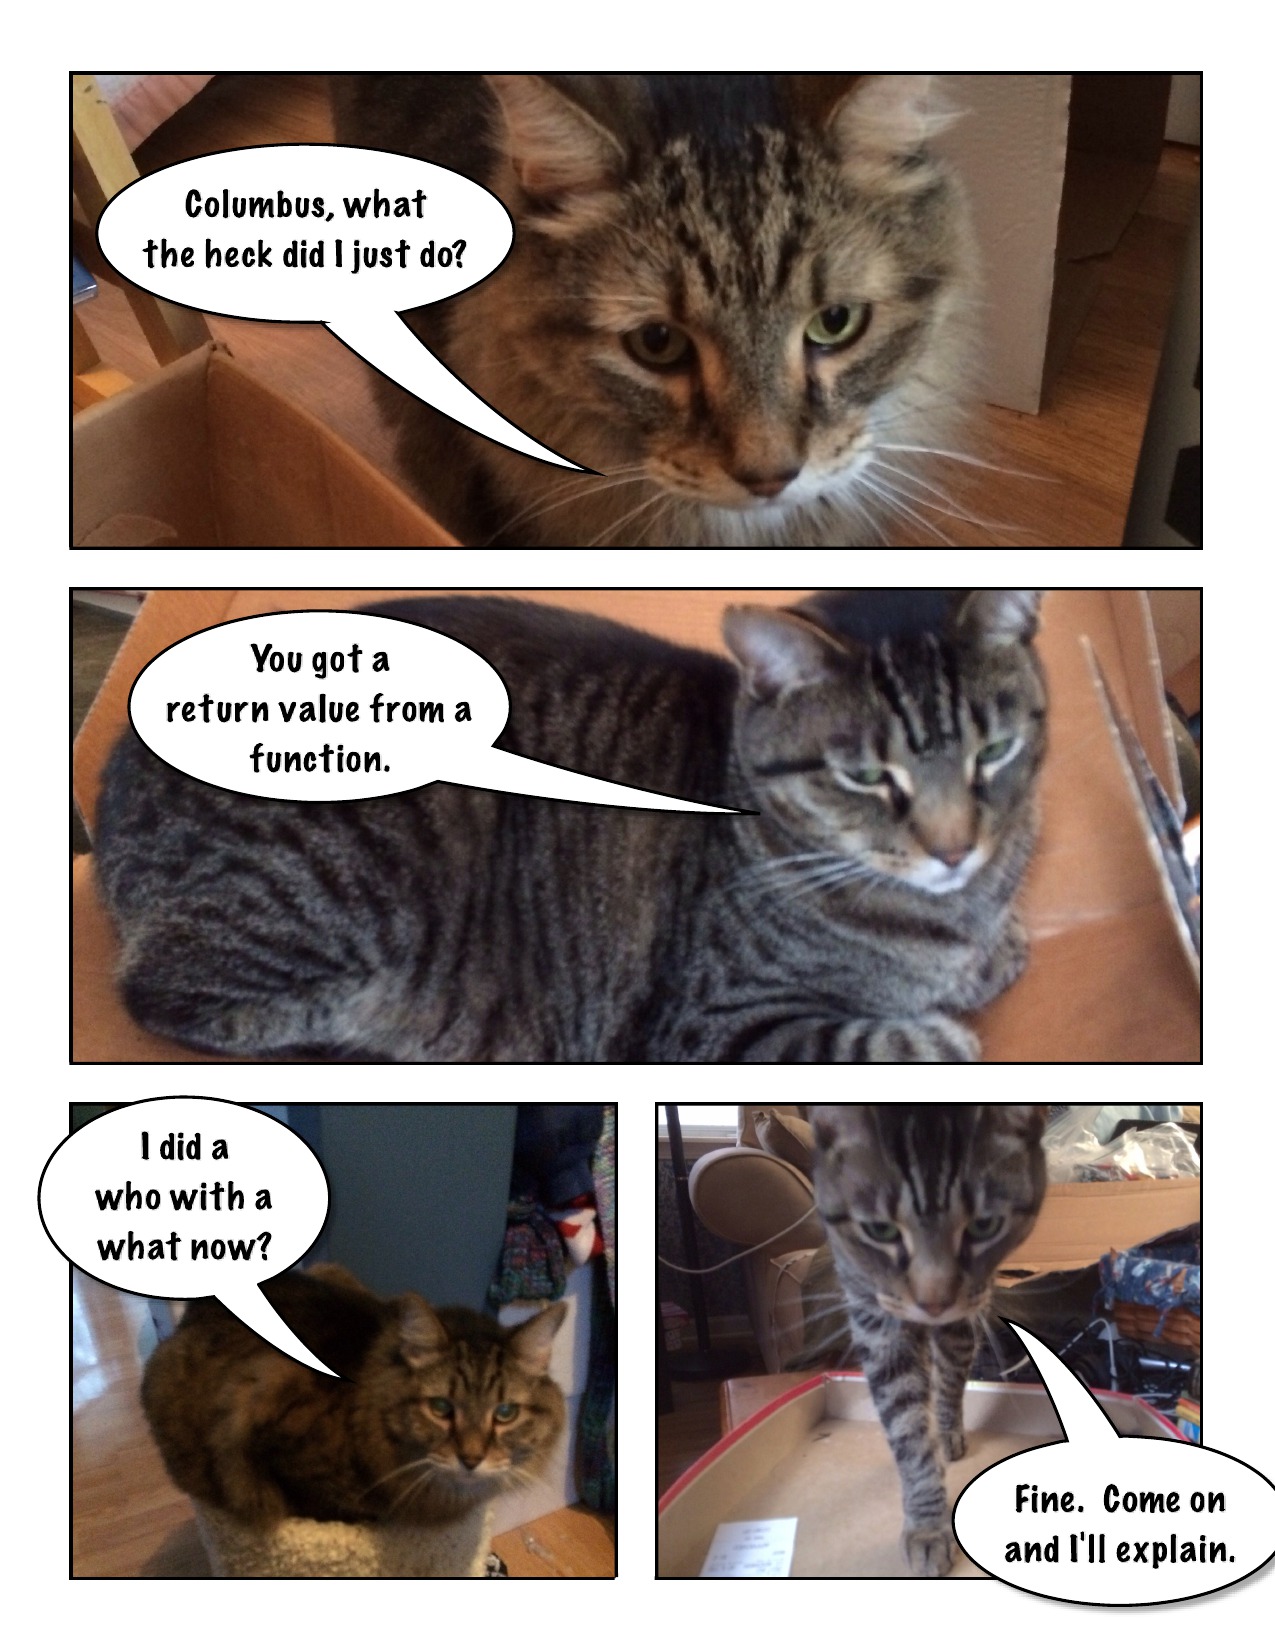 Columbus, what
the heck did I just do?
You got a
return value from a
function.
I did a
who with a
what now?
Fine. Come on
and I'll explain.